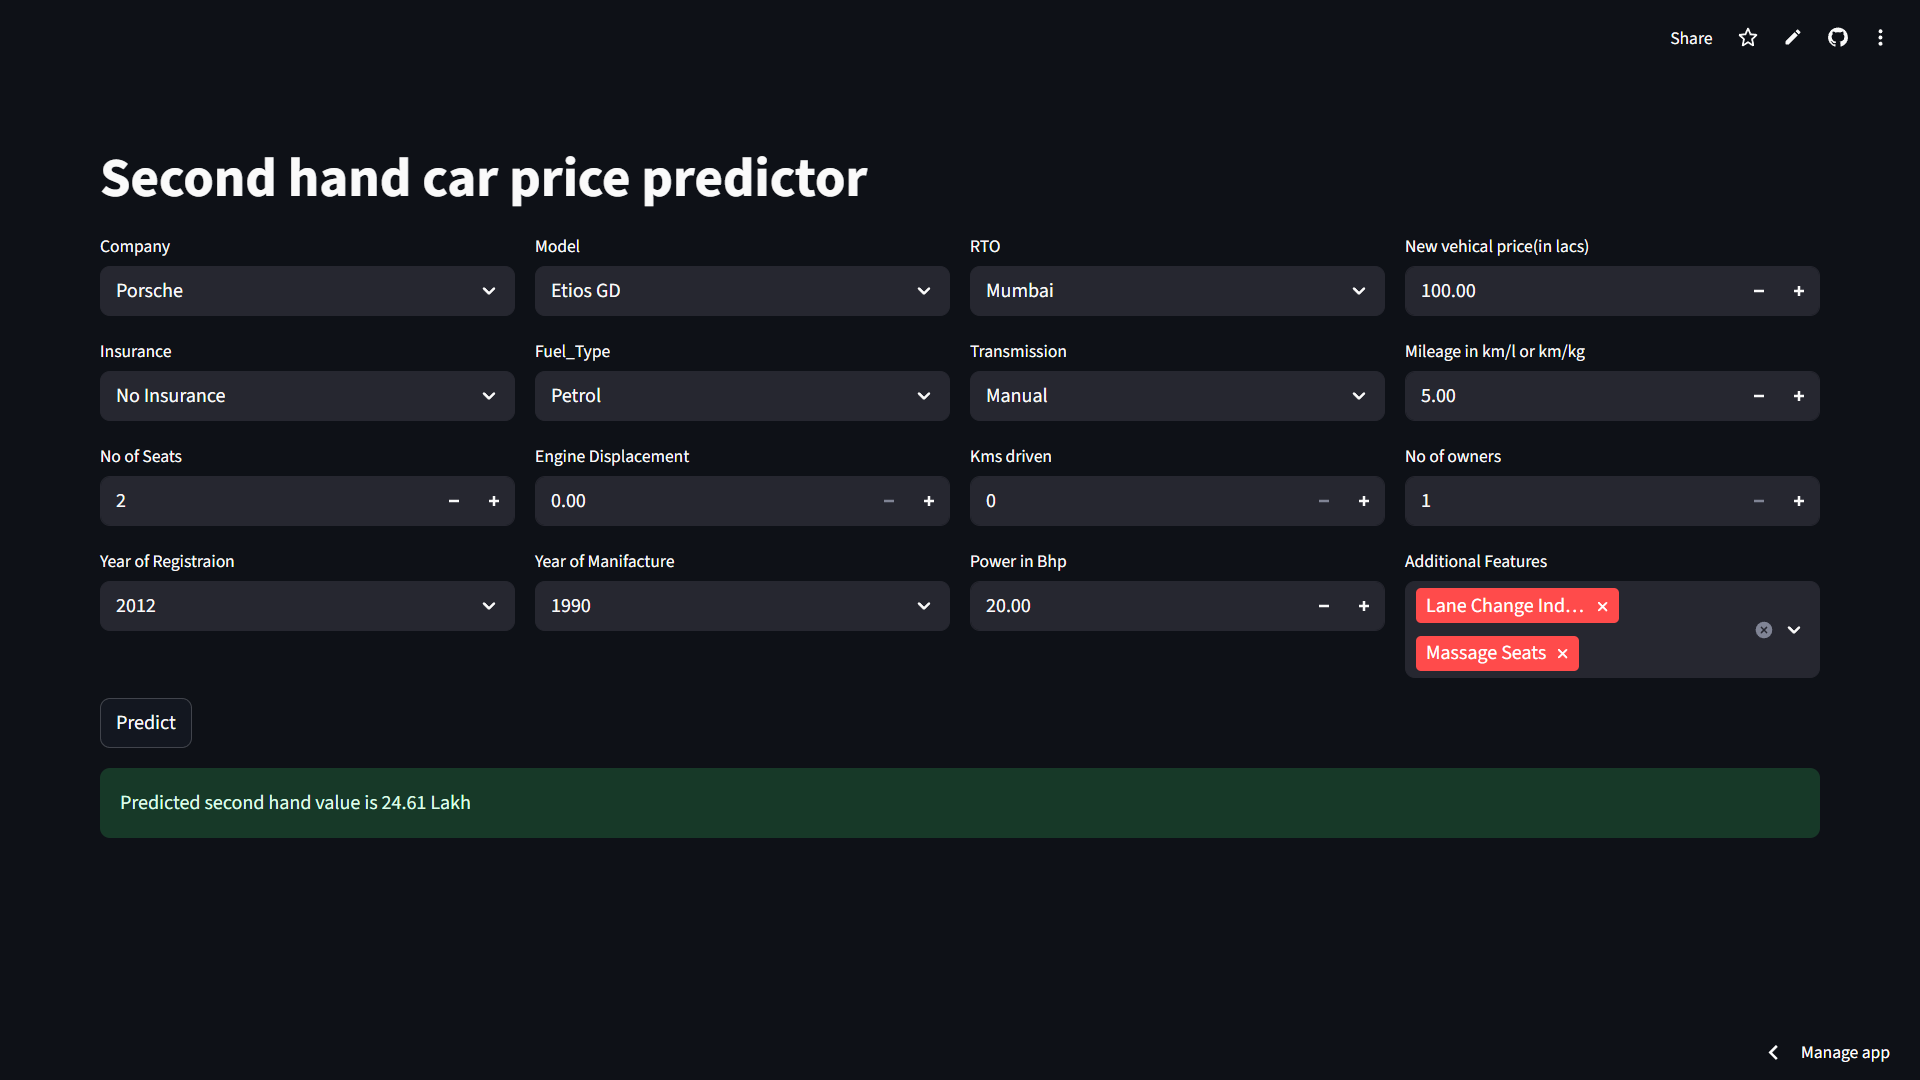 Share
Second hand car price predictor
Company
Model
RTO
New vehical price(in lacs)
Porsche
Etios GD
Mumbai
100.00
Insurance
Fuel_Type
Transmission
Mileage in km/l or km/kg
No Insurance
Petrol
Manual
5.00
No of Seats
Engine Displacement
Kms driven
No of owners
2
0.00
0
1
Year of Registraion
Year of Manifacture
Power in Bhp
Additional Features
2012
1990
20.00
Lane Change Ind...
Massage Seats
Predict
Predicted second hand value is 24.61 Lakh
Manage app